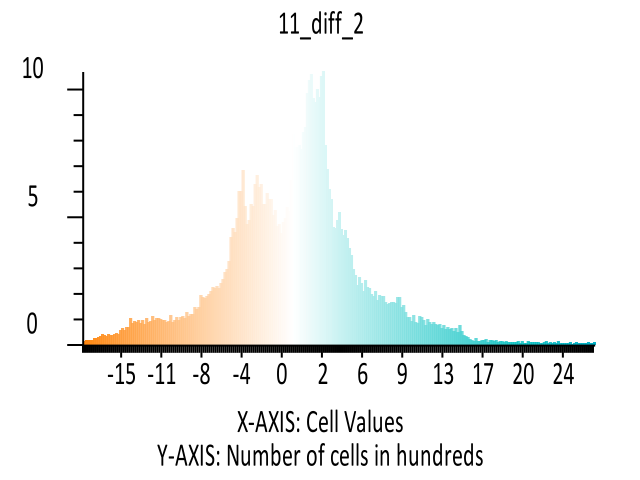 11_diff_2
10
5
0
-15 -11 -8 -4 0 2 6 9 13 17 20 24
X-AXIS: Cell Values
Y-AXIS: Number of cells in hundreds